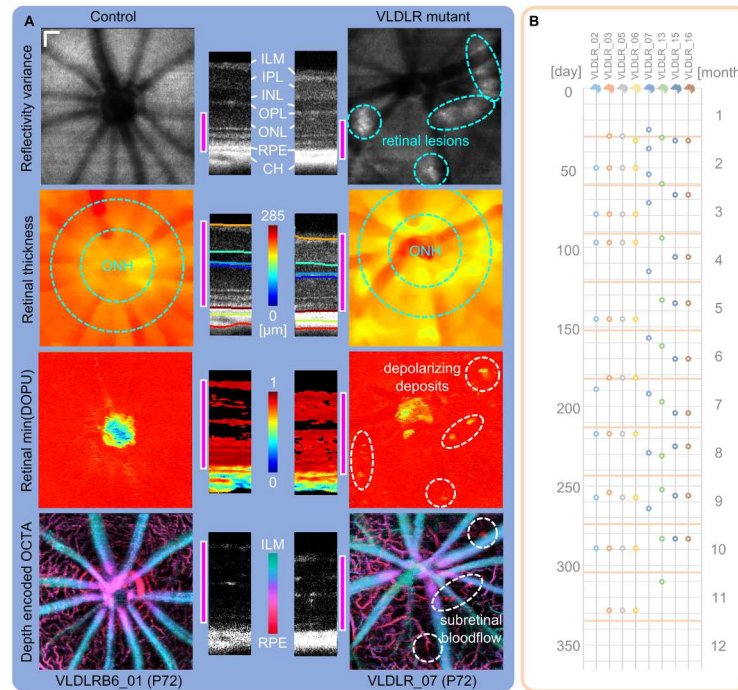 A
Control
VLDLR mutant
Reflectivity variance
ILM
IPL
INL
OPL
ONL
RPE
CH
retinal lesions
Retinal thickness
ONH
285
0
[µm]
ONH
Retinal min(DOPU)
1
0
depolarizing
deposits
Depth encoded OCTA
ILM
RPE
subretinal
bloodflow
VLDLRB6_01 (P72)
VLDLR_07 (P72)
B
VLDLR_02
VLDLR_03
VLDLR_05
VLDLR_06
VLDLR_07
VLDLR_13
VLDLR_15
VLDLR_16
[day]
[month]
0
50
100
150
200
250
300
350
1
2
3
4
5
6
7
8
9
10
11
12